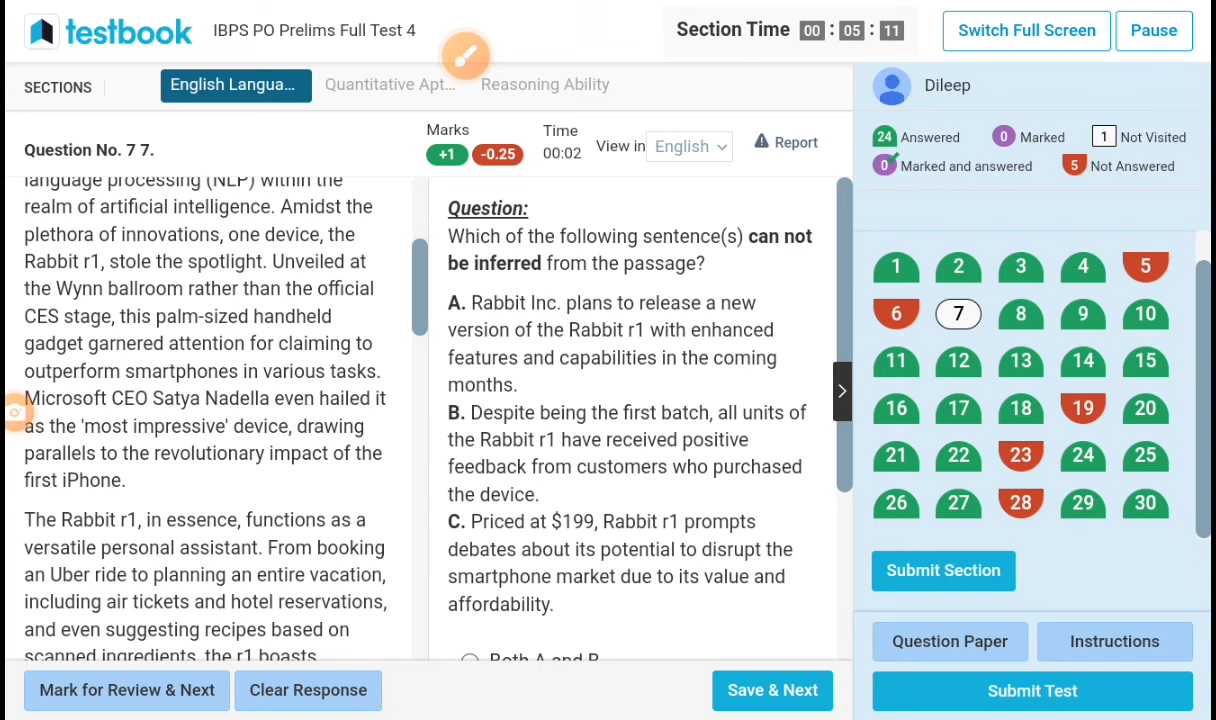 testbook
IBPS PO Prelims Full Test 4
Section Time 00 : 05 : 11
Switch Full Screen
Pause
SECTIONS
English Langua...
Quantitative Apt...
Reasoning Ability
Dileep
Question No. 7 7.
Marks
+1 -0.25
Time
00:02
View in English
Report
24 Answered
0 Marked
1 Not Visited
0 Marked and answered
5 Not Answered
language processing (NLP) within the
realm of artificial intelligence. Amidst the
plethora of innovations, one device, the
Rabbit r1, stole the spotlight. Unveiled at
the Wynn ballroom rather than the official
CES stage, this palm-sized handheld
gadget garnered attention for claiming to
outperform smartphones in various tasks.
Microsoft CEO Satya Nadella even hailed it
as the 'most impressive' device, drawing
parallels to the revolutionary impact of the
first iPhone.
The Rabbit r1, in essence, functions as a
versatile personal assistant. From booking
an Uber ride to planning an entire vacation,
including air tickets and hotel reservations,
and even suggesting recipes based on
scanned ingredients, the r1 boasts
Question:
Which of the following sentence(s) can not
be inferred from the passage?
A. Rabbit Inc. plans to release a new
version of the Rabbit r1 with enhanced
features and capabilities in the coming
months.
B. Despite being the first batch, all units of
the Rabbit r1 have received positive
feedback from customers who purchased
the device.
C. Priced at $199, Rabbit r1 prompts
debates about its potential to disrupt the
smartphone market due to its value and
affordability.
Both A and B
1 2 3 4 5
6 7 8 9 10
11 12 13 14 15
16 17 18 19 20
21 22 23 24 25
26 27 28 29 30
Submit Section
Question Paper
Instructions
Mark for Review & Next
Clear Response
Save & Next
Submit Test